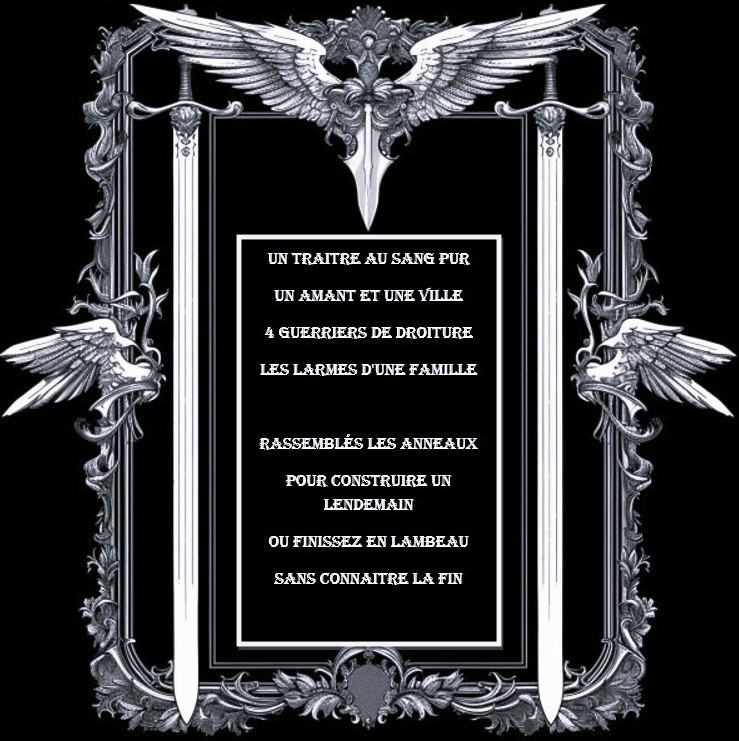 UN TRAITRE AU SANG PUR
UN AMANT ET UNE VILLE
4 GUERRIERS DE DROITURE
LES LARMES D'UNE FAMILLE
RASSEMBLÉS LES ANNEAUX
POUR CONSTRUIRE UN
LENDEMAIN
OU FINISSEZ EN LAMBEAU
SANS CONNAITRE LA FIN